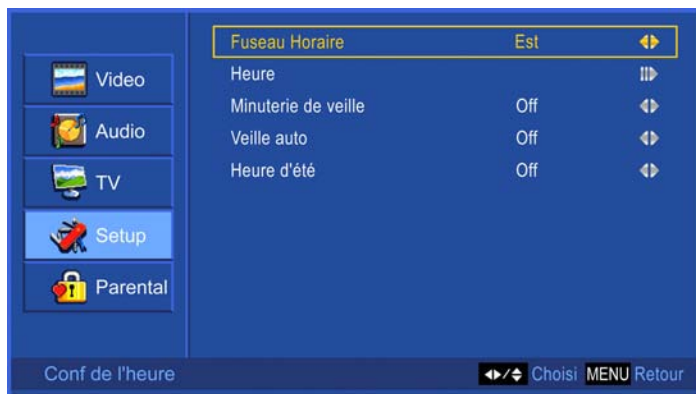 Video
Audio
TV
Setup
Parental
Fuseau Horaire Est
Heure
Minuterie de veille Off
Veille auto Off
Heure d'été Off
Conf de l'heure
/ Choisi MENU Retour